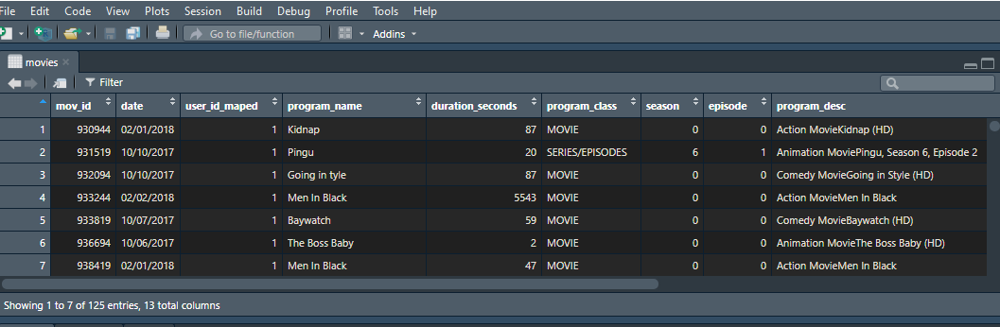 File Edit Code View Plots Session Build Debug Profile Tools Help
Go to file/function Addins
movies
Filter
mov_id date user_id_maped program_name duration_seconds program_class season episode program_desc
1 930944 02/01/2018 1 Kidnap 87 MOVIE 0 0 Action MovieKidnap (HD)
2 931519 10/10/2017 1 Pingu 20 SERIES/EPISODES 6 1 Animation MoviePingu, Season 6, Episode 2
3 932094 10/10/2017 1 Going in tyle 87 MOVIE 0 0 Comedy MovieGoing in Style (HD)
4 933244 02/02/2018 1 Men In Black 5543 MOVIE 0 0 Action MovieMen In Black
5 933819 10/07/2017 1 Baywatch 59 MOVIE 0 0 Comedy MovieBaywatch (HD)
6 936694 10/06/2017 1 The Boss Baby 2 MOVIE 0 0 Animation MovieThe Boss Baby (HD)
7 938419 02/01/2018 1 Men In Black 47 MOVIE 0 0 Action MovieMen In Black
Showing 1 to 7 of 125 entries, 13 total columns